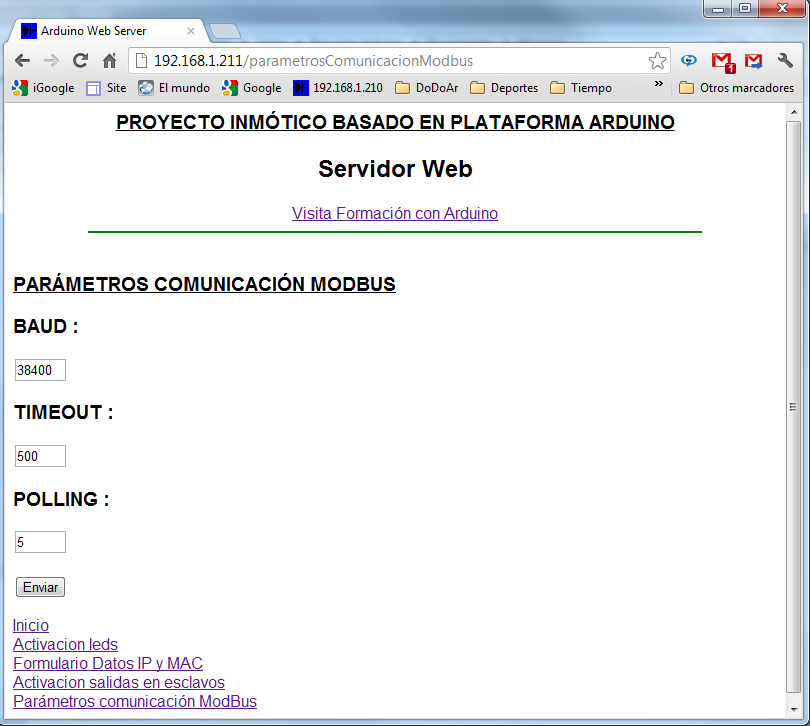 Arduino Web Server
192.168.1.211/parametrosComunicacionModbus
1
iGoogle Site El mundo Google 192.168.1.210 DoDoAr Deportes Tiempo » Otros marcadores
PROYECTO INMÓTICO BASADO EN PLATAFORMA ARDUINO
Servidor Web
Visita Formación con Arduino
PARÁMETROS COMUNICACIÓN MODBUS
BAUD :
38400
TIMEOUT :
500
POLLING :
5
Enviar
Inicio
Activacion leds
Formulario Datos IP y MAC
Activacion salidas en esclavos
Parámetros comunicación ModBus